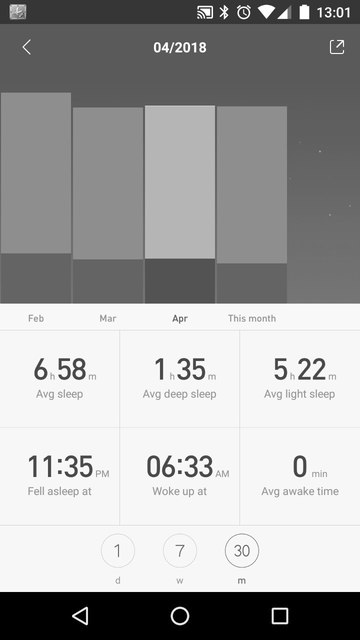 13:01
04/2018
Feb Mar Apr This month
6 h 58 m 1 h 35 m 5 h 22 m
Avg sleep Avg deep sleep Avg light sleep
11:35 PM 06:33 AM 0 min
Fell asleep at Woke up at Avg awake time
1 7 30
d w m